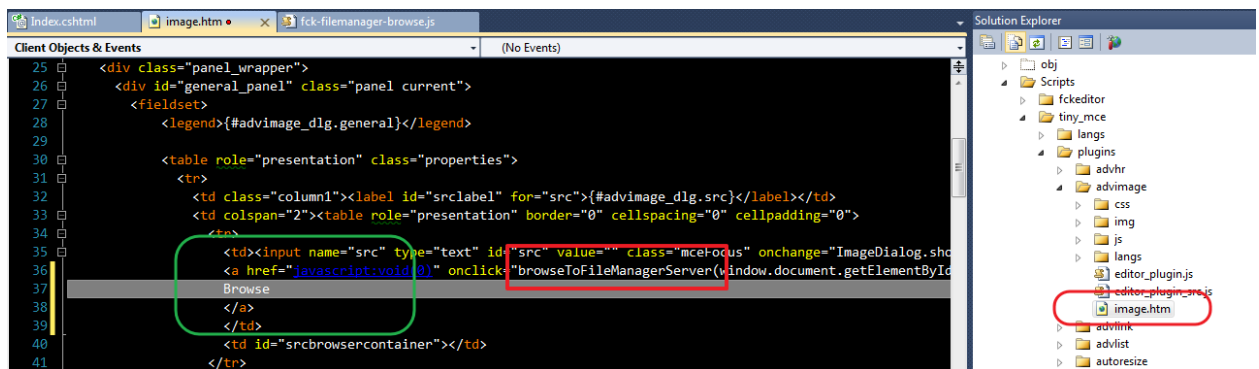 Index.cshtml
image.htm
fck-filemanager-browse.js
Client Objects & Events
(No Events)
25 <div class="panel_wrapper">
26 <div id="general_panel" class="panel current">
27 <fieldset>
28 <legend>{#advimage_dlg.general}</legend>
29
30 <table role="presentation" class="properties">
31 <tr>
32 <td class="column1"><label id="srclabel" for="src">{#advimage_dlg.src}</label></td>
33 <td colspan="2"><table role="presentation" border="0" cellspacing="0" cellpadding="0">
34 <tr>
35 <td><input name="src" type="text" id="src" value="" class="mceFocus" onchange="ImageDialog.sho
36 <a href="javascript:void(0)" onclick="browseToFileManagerServer(window.document.getElementById
37 Browse
38 </a>
39 </td>
40 <td id="srcbrowsercontainer"></td>
41 </tr>
Solution Explorer
obj
Scripts
fckeditor
tiny_mce
langs
plugins
advhr
advimage
css
img
js
langs
editor_plugin.js
editor_plugin_src.js
image.htm
advlink
advlist
autoresize